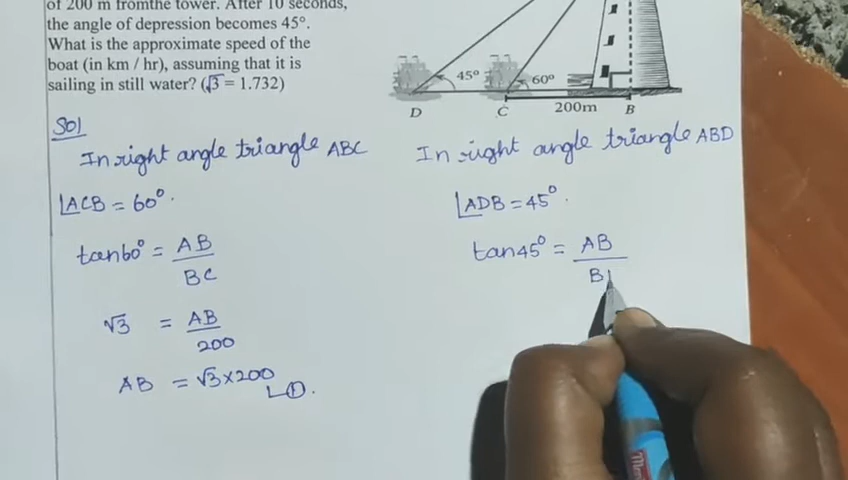 of 200 m fromthe tower. After 10 seconds,
the angle of depression becomes 45°.
What is the approximate speed of the
boat (in km / hr), assuming that it is
sailing in still water? (√3 = 1.732)
45°
60°
D
C
200m
B
Sol
In right angle triangle ABC
∠ACB = 60°.
tan60° = AB
BC
√3 = AB
200
AB = √3×200
①.
In right angle triangle ABD
∠ADB = 45°.
tan45° = AB
B